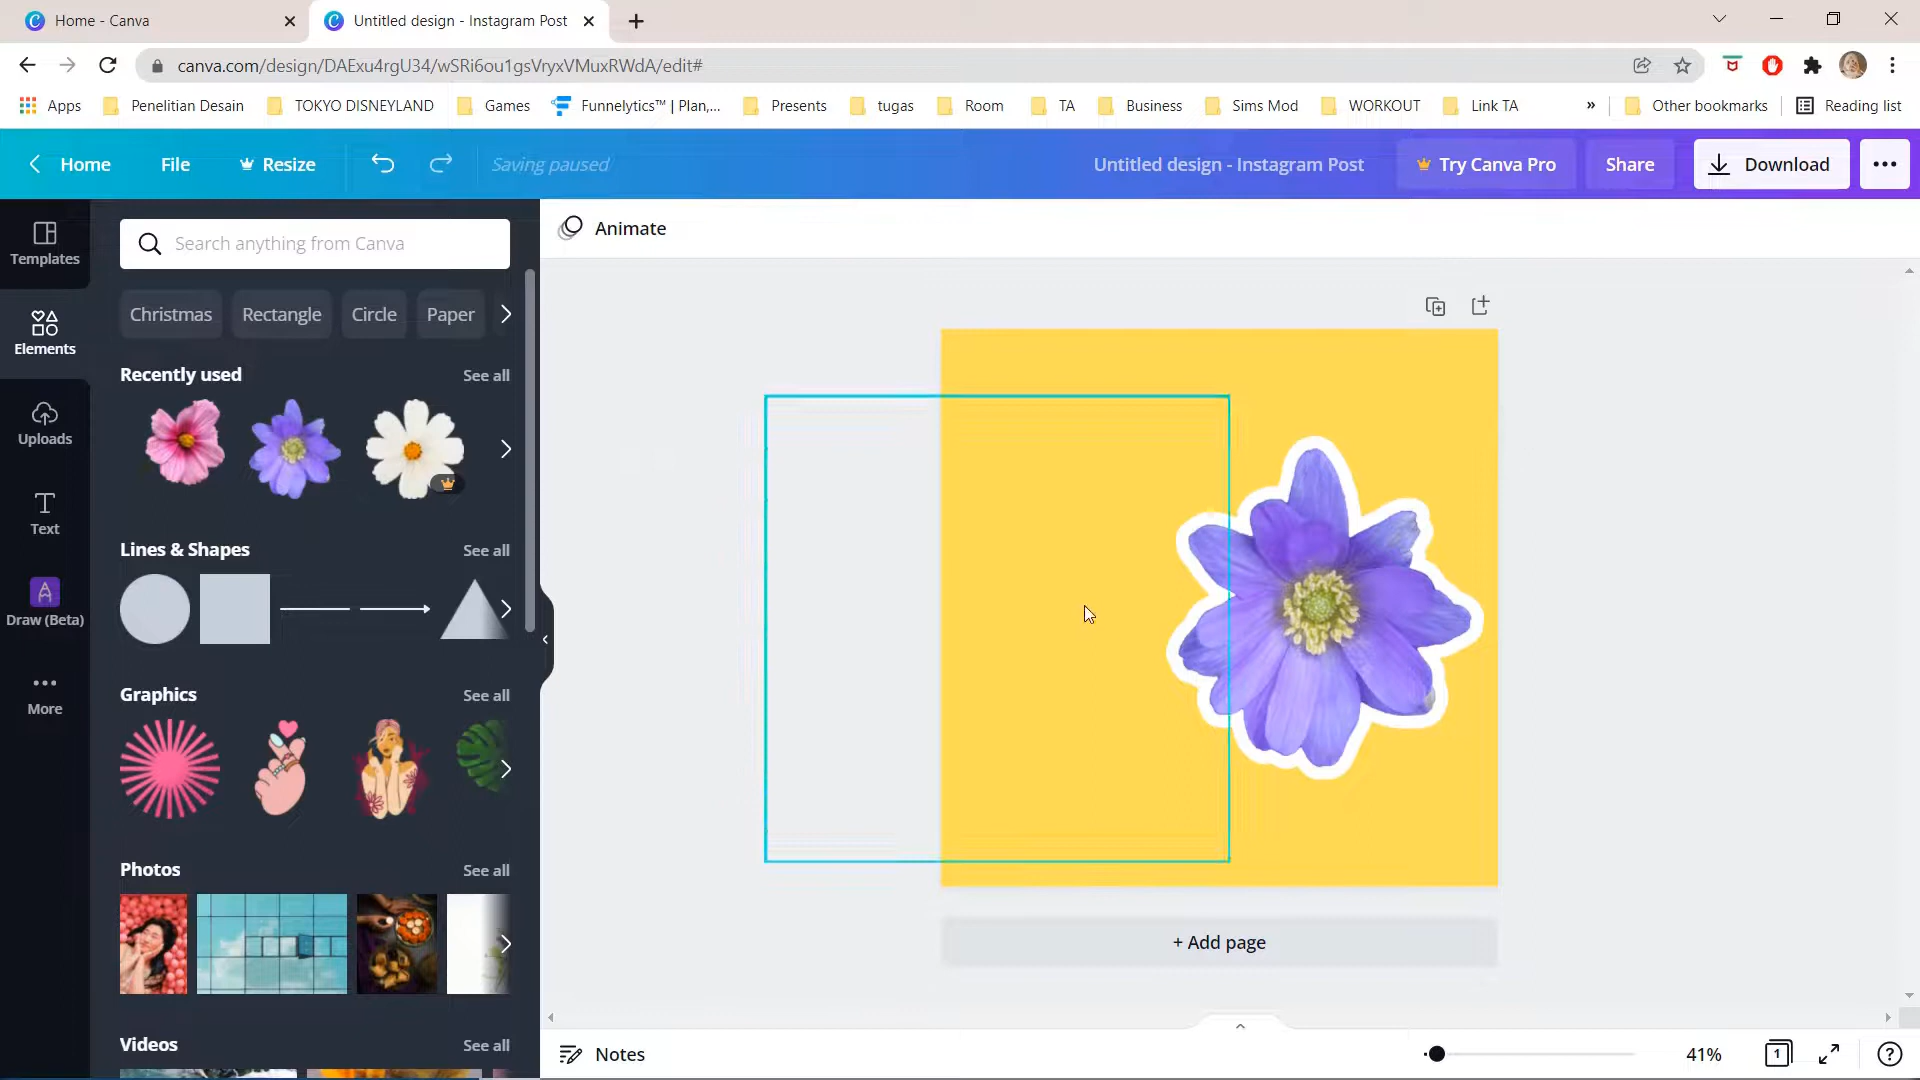 Home - Canva
Untitled design - Instagram Post
canva.com/design/DAExu4rgU34/wSRi6ou1gsVryxVMuxRWdA/edit#
Apps Penelitian Desain TOKYO DISNEYLAND Games Funnelytics™ | Plan,... Presents tugas Room TA Business Sims Mod WORKOUT Link TA » Other bookmarks Reading list
Home File Resize Saving paused Untitled design - Instagram Post Try Canva Pro Share Download
Templates
Elements
Uploads
Text
Draw (Beta)
More
Search anything from Canva
Christmas Rectangle Circle Paper
Recently used See all
Lines & Shapes See all
Graphics See all
Photos See all
Videos See all
Animate
+ Add page
Notes 41% 1